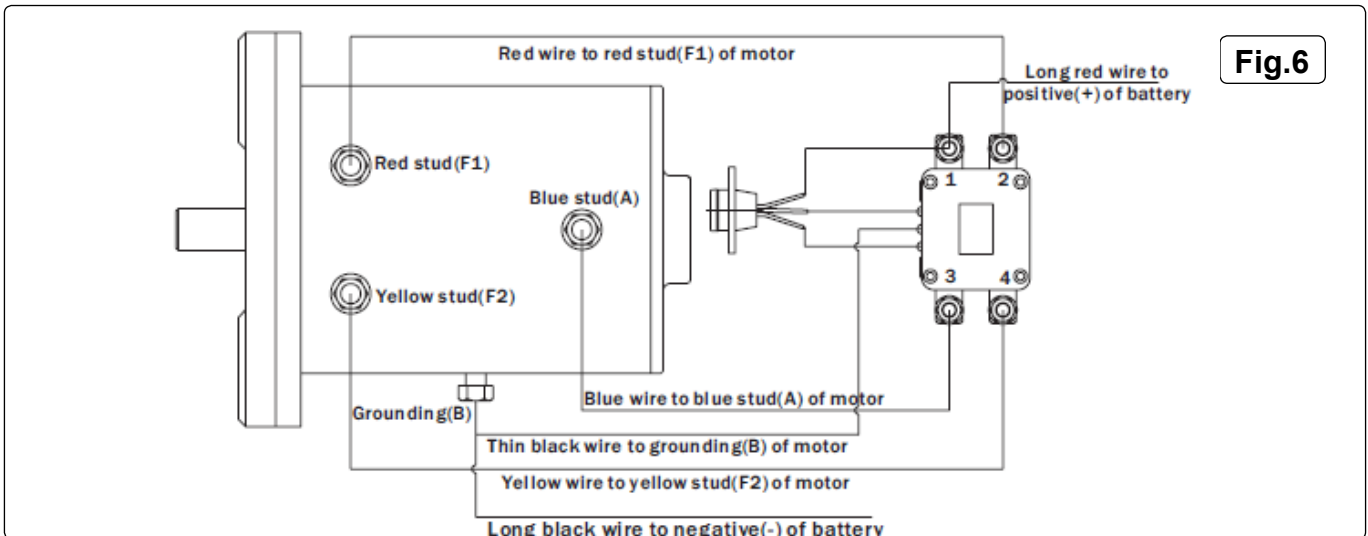 Red wire to red stud(F1) of motor
Fig.6
Long red wire to
positive(+) of battery
Red stud(F1)
Blue stud(A)
1 2
Yellow stud(F2)
3 4
Blue wire to blue stud(A) of motor
Grounding(B)
Thin black wire to grounding(B) of motor
Yellow wire to yellow stud(F2) of motor
Long black wire to negative(-) of battery